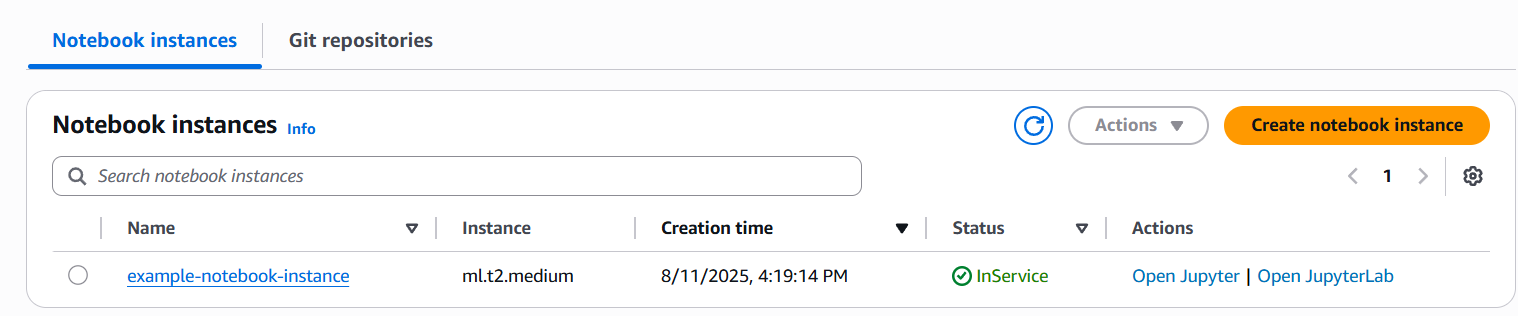 Notebook instances Git repositories
Notebook instances Info Actions Create notebook instance
Search notebook instances 1
Name Instance Creation time Status Actions
example-notebook-instance ml.t2.medium 8/11/2025, 4:19:14 PM InService Open Jupyter | Open JupyterLab